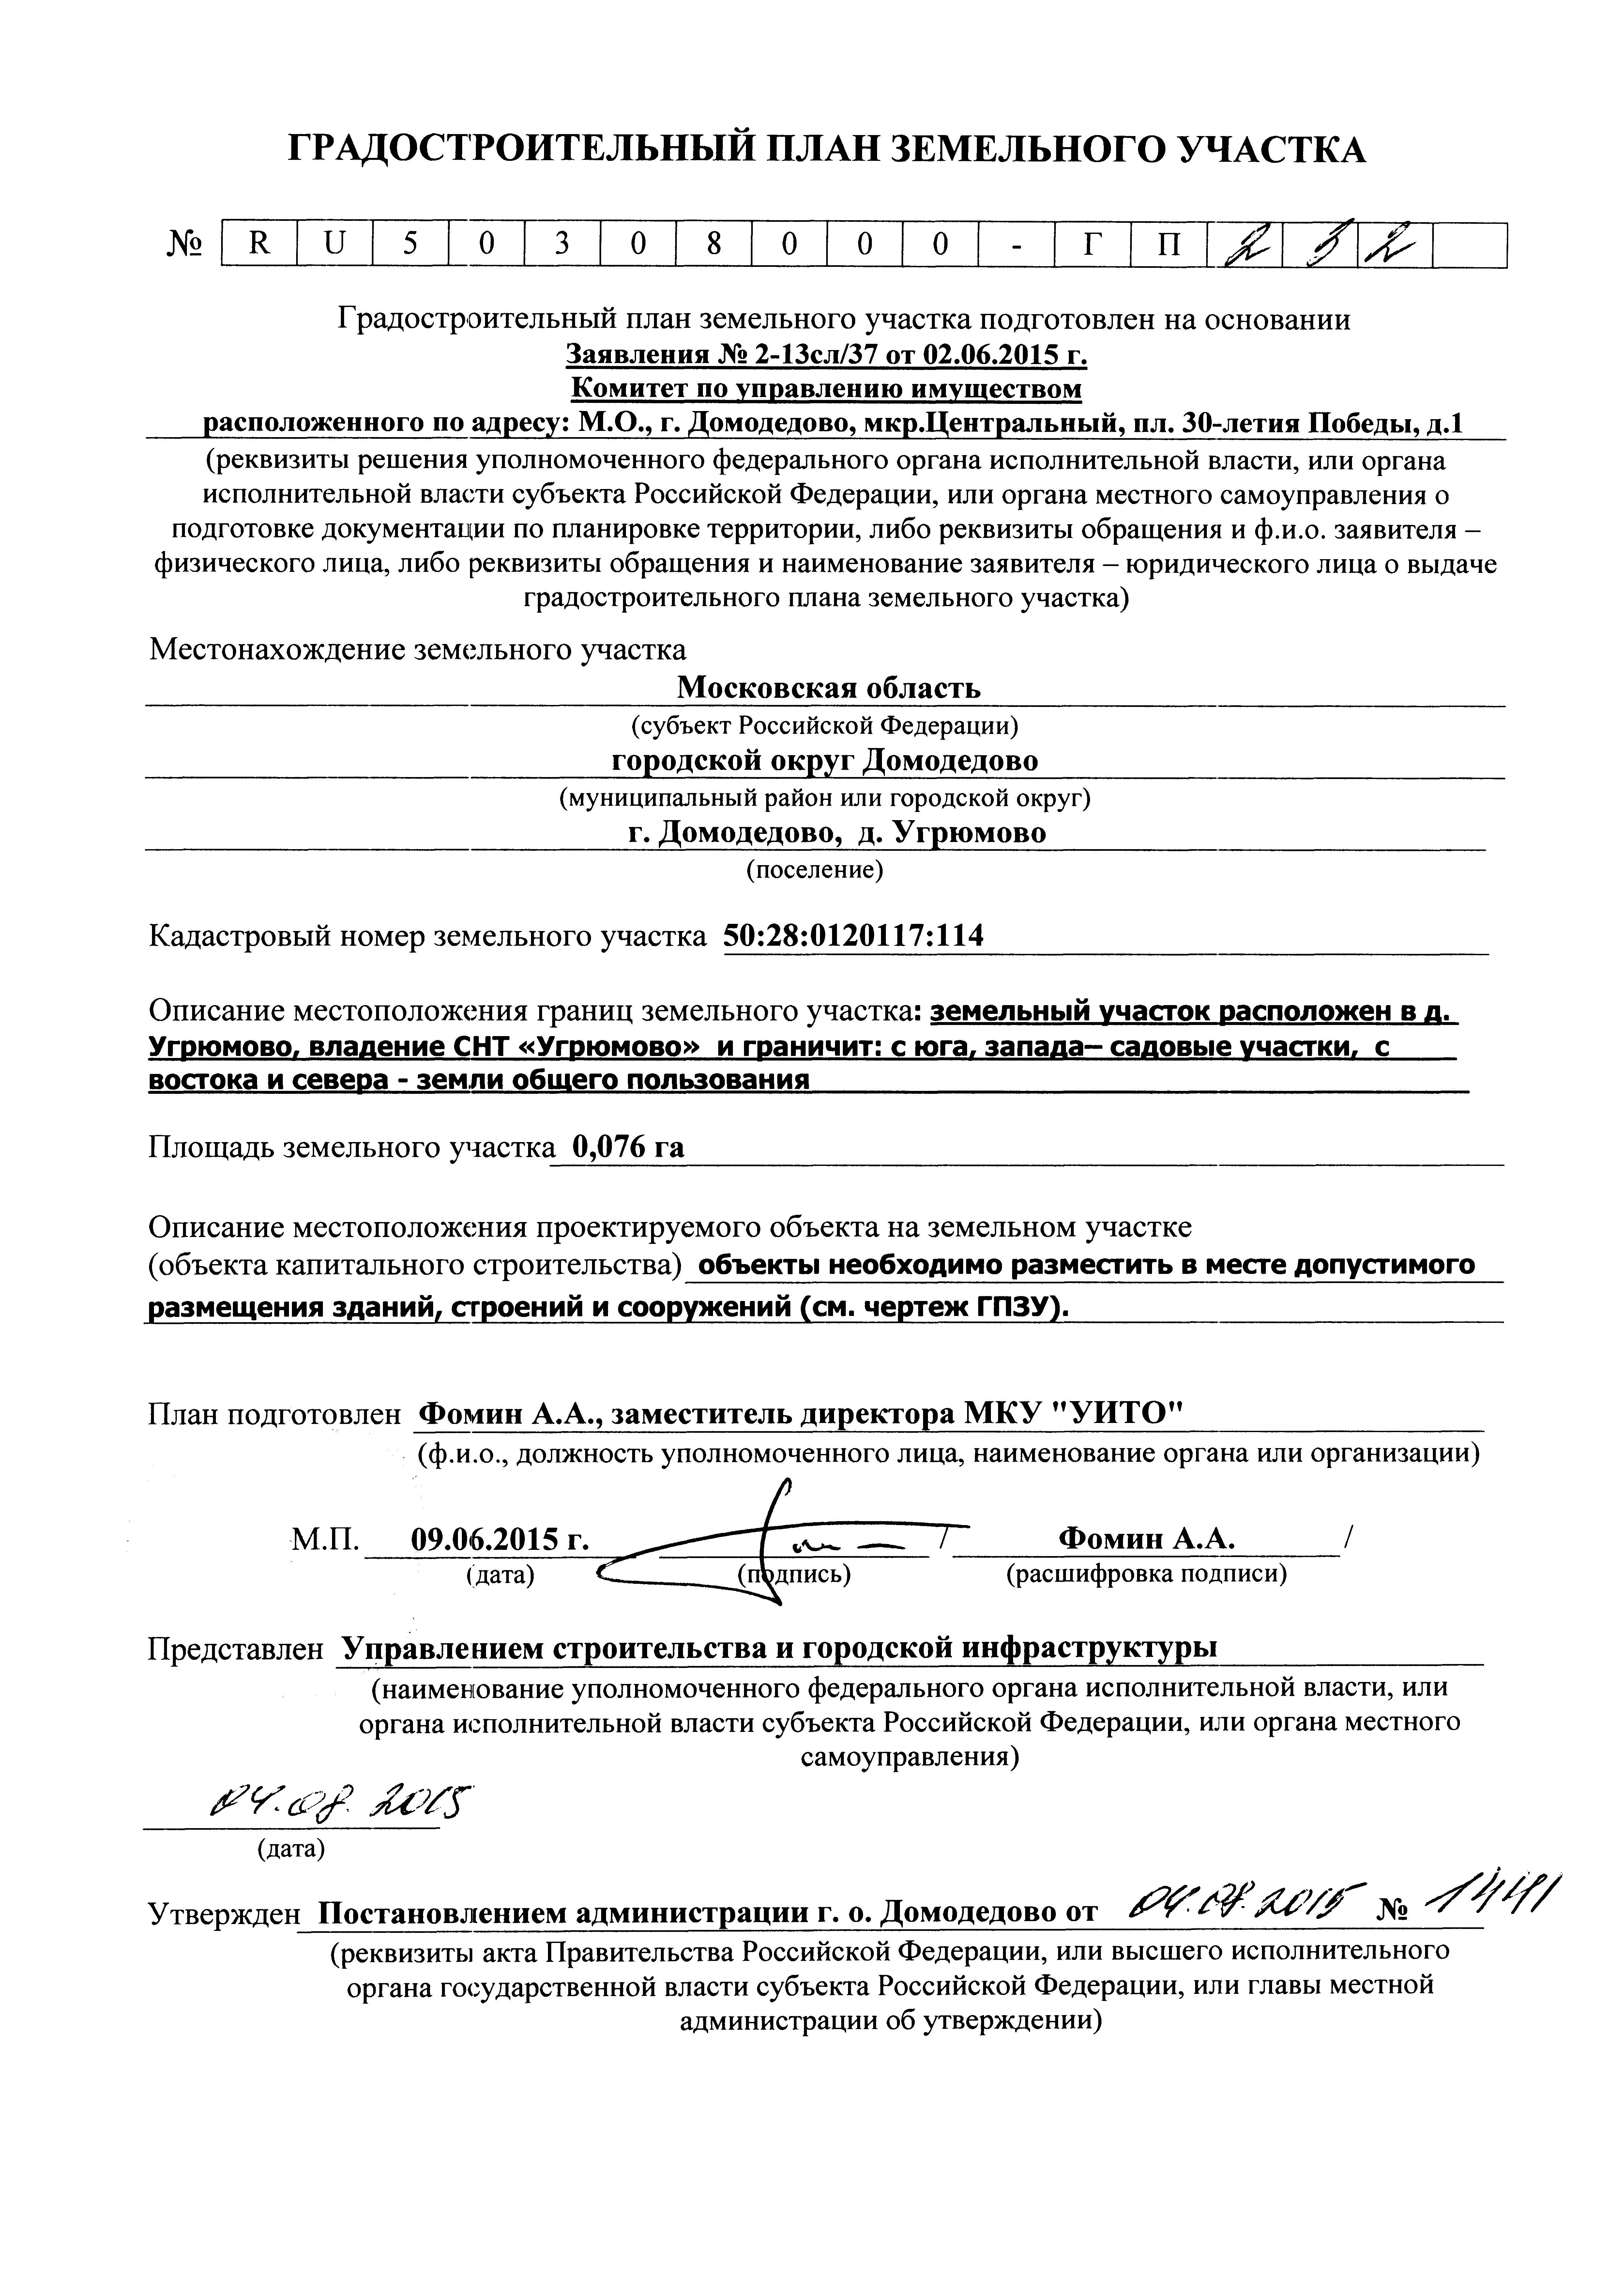 ГРАДОСТРОИТЕЛЬНЫЙ ПЛАН ЗЕМЕЛЬНОГО УЧАСТКА
№ R U 5 0 3 0 8 0 0 0 - Г П 2 3 2
Градостроительный план земельного участка подготовлен на основании
Заявления № 2-13сл/37 от 02.06.2015 г.
Комитет по управлению имуществом
расположенного по адресу: М.О., г. Домодедово, мкр.Центральный, пл. 30-летия Победы, д.1
(реквизиты решения уполномоченного федерального органа исполнительной власти, или органа
исполнительной власти субъекта Российской Федерации, или органа местного самоуправления о
подготовке документации по планировке территории, либо реквизиты обращения и ф.и.о. заявителя –
физического лица, либо реквизиты обращения и наименование заявителя – юридического лица о выдаче
градостроительного плана земельного участка)
Местонахождение земельного участка
Московская область
(субъект Российской Федерации)
городской округ Домодедово
(муниципальный район или городской округ)
г. Домодедово, д. Угрюмово
(поселение)
Кадастровый номер земельного участка 50:28:0120117:114
Описание местоположения границ земельного участка: земельный участок расположен в д.
Угрюмово, владение СНТ «Угрюмово» и граничит: с юга, запада– садовые участки, с
востока и севера - земли общего пользования
Площадь земельного участка 0,076 га
Описание местоположения проектируемого объекта на земельном участке
(объекта капитального строительства) объекты необходимо разместить в месте допустимого
размещения зданий, строений и сооружений (см. чертеж ГПЗУ).
План подготовлен Фомин А.А., заместитель директора МКУ "УИТО"
(ф.и.о., должность уполномоченного лица, наименование органа или организации)
М.П. 09.06.2015 г. / Фомин А.А. /
(дата) (подпись) (расшифровка подписи)
Представлен Управлением строительства и городской инфраструктуры
(наименование уполномоченного федерального органа исполнительной власти, или
органа исполнительной власти субъекта Российской Федерации, или органа местного
самоуправления)
04.08. 2015
(дата)
Утвержден Постановлением администрации г. о. Домодедово от 04.08.2015 № 1441
(реквизиты акта Правительства Российской Федерации, или высшего исполнительного
органа государственной власти субъекта Российской Федерации, или главы местной
администрации об утверждении)